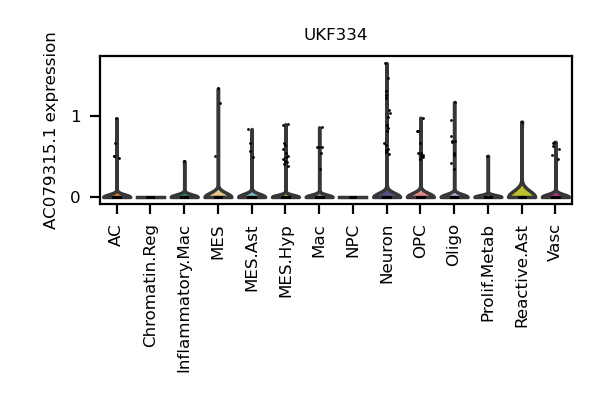 UKF334
AC079315.1 expression
1
0
AC
Chromatin.Reg
Inflammatory.Mac
MES
MES.Ast
MES.Hyp
Mac
NPC
Neuron
OPC
Oligo
Prolif.Metab
Reactive.Ast
Vasc